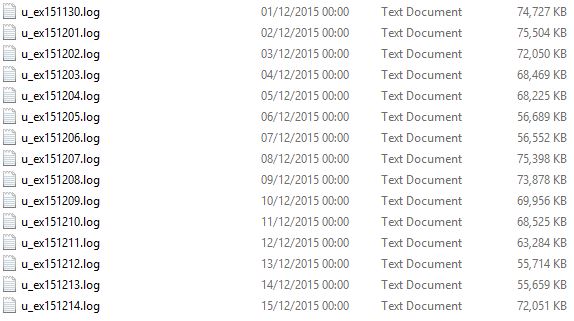 u_ex151130.log 01/12/2015 00:00 Text Document 74,727 KB
u_ex151201.log 02/12/2015 00:00 Text Document 75,504 KB
u_ex151202.log 03/12/2015 00:00 Text Document 72,050 KB
u_ex151203.log 04/12/2015 00:00 Text Document 68,469 KB
u_ex151204.log 05/12/2015 00:00 Text Document 68,225 KB
u_ex151205.log 06/12/2015 00:00 Text Document 56,689 KB
u_ex151206.log 07/12/2015 00:00 Text Document 56,552 KB
u_ex151207.log 08/12/2015 00:00 Text Document 75,398 KB
u_ex151208.log 09/12/2015 00:00 Text Document 73,878 KB
u_ex151209.log 10/12/2015 00:00 Text Document 69,956 KB
u_ex151210.log 11/12/2015 00:00 Text Document 68,525 KB
u_ex151211.log 12/12/2015 00:00 Text Document 63,284 KB
u_ex151212.log 13/12/2015 00:00 Text Document 55,714 KB
u_ex151213.log 14/12/2015 00:00 Text Document 55,659 KB
u_ex151214.log 15/12/2015 00:00 Text Document 72,051 KB